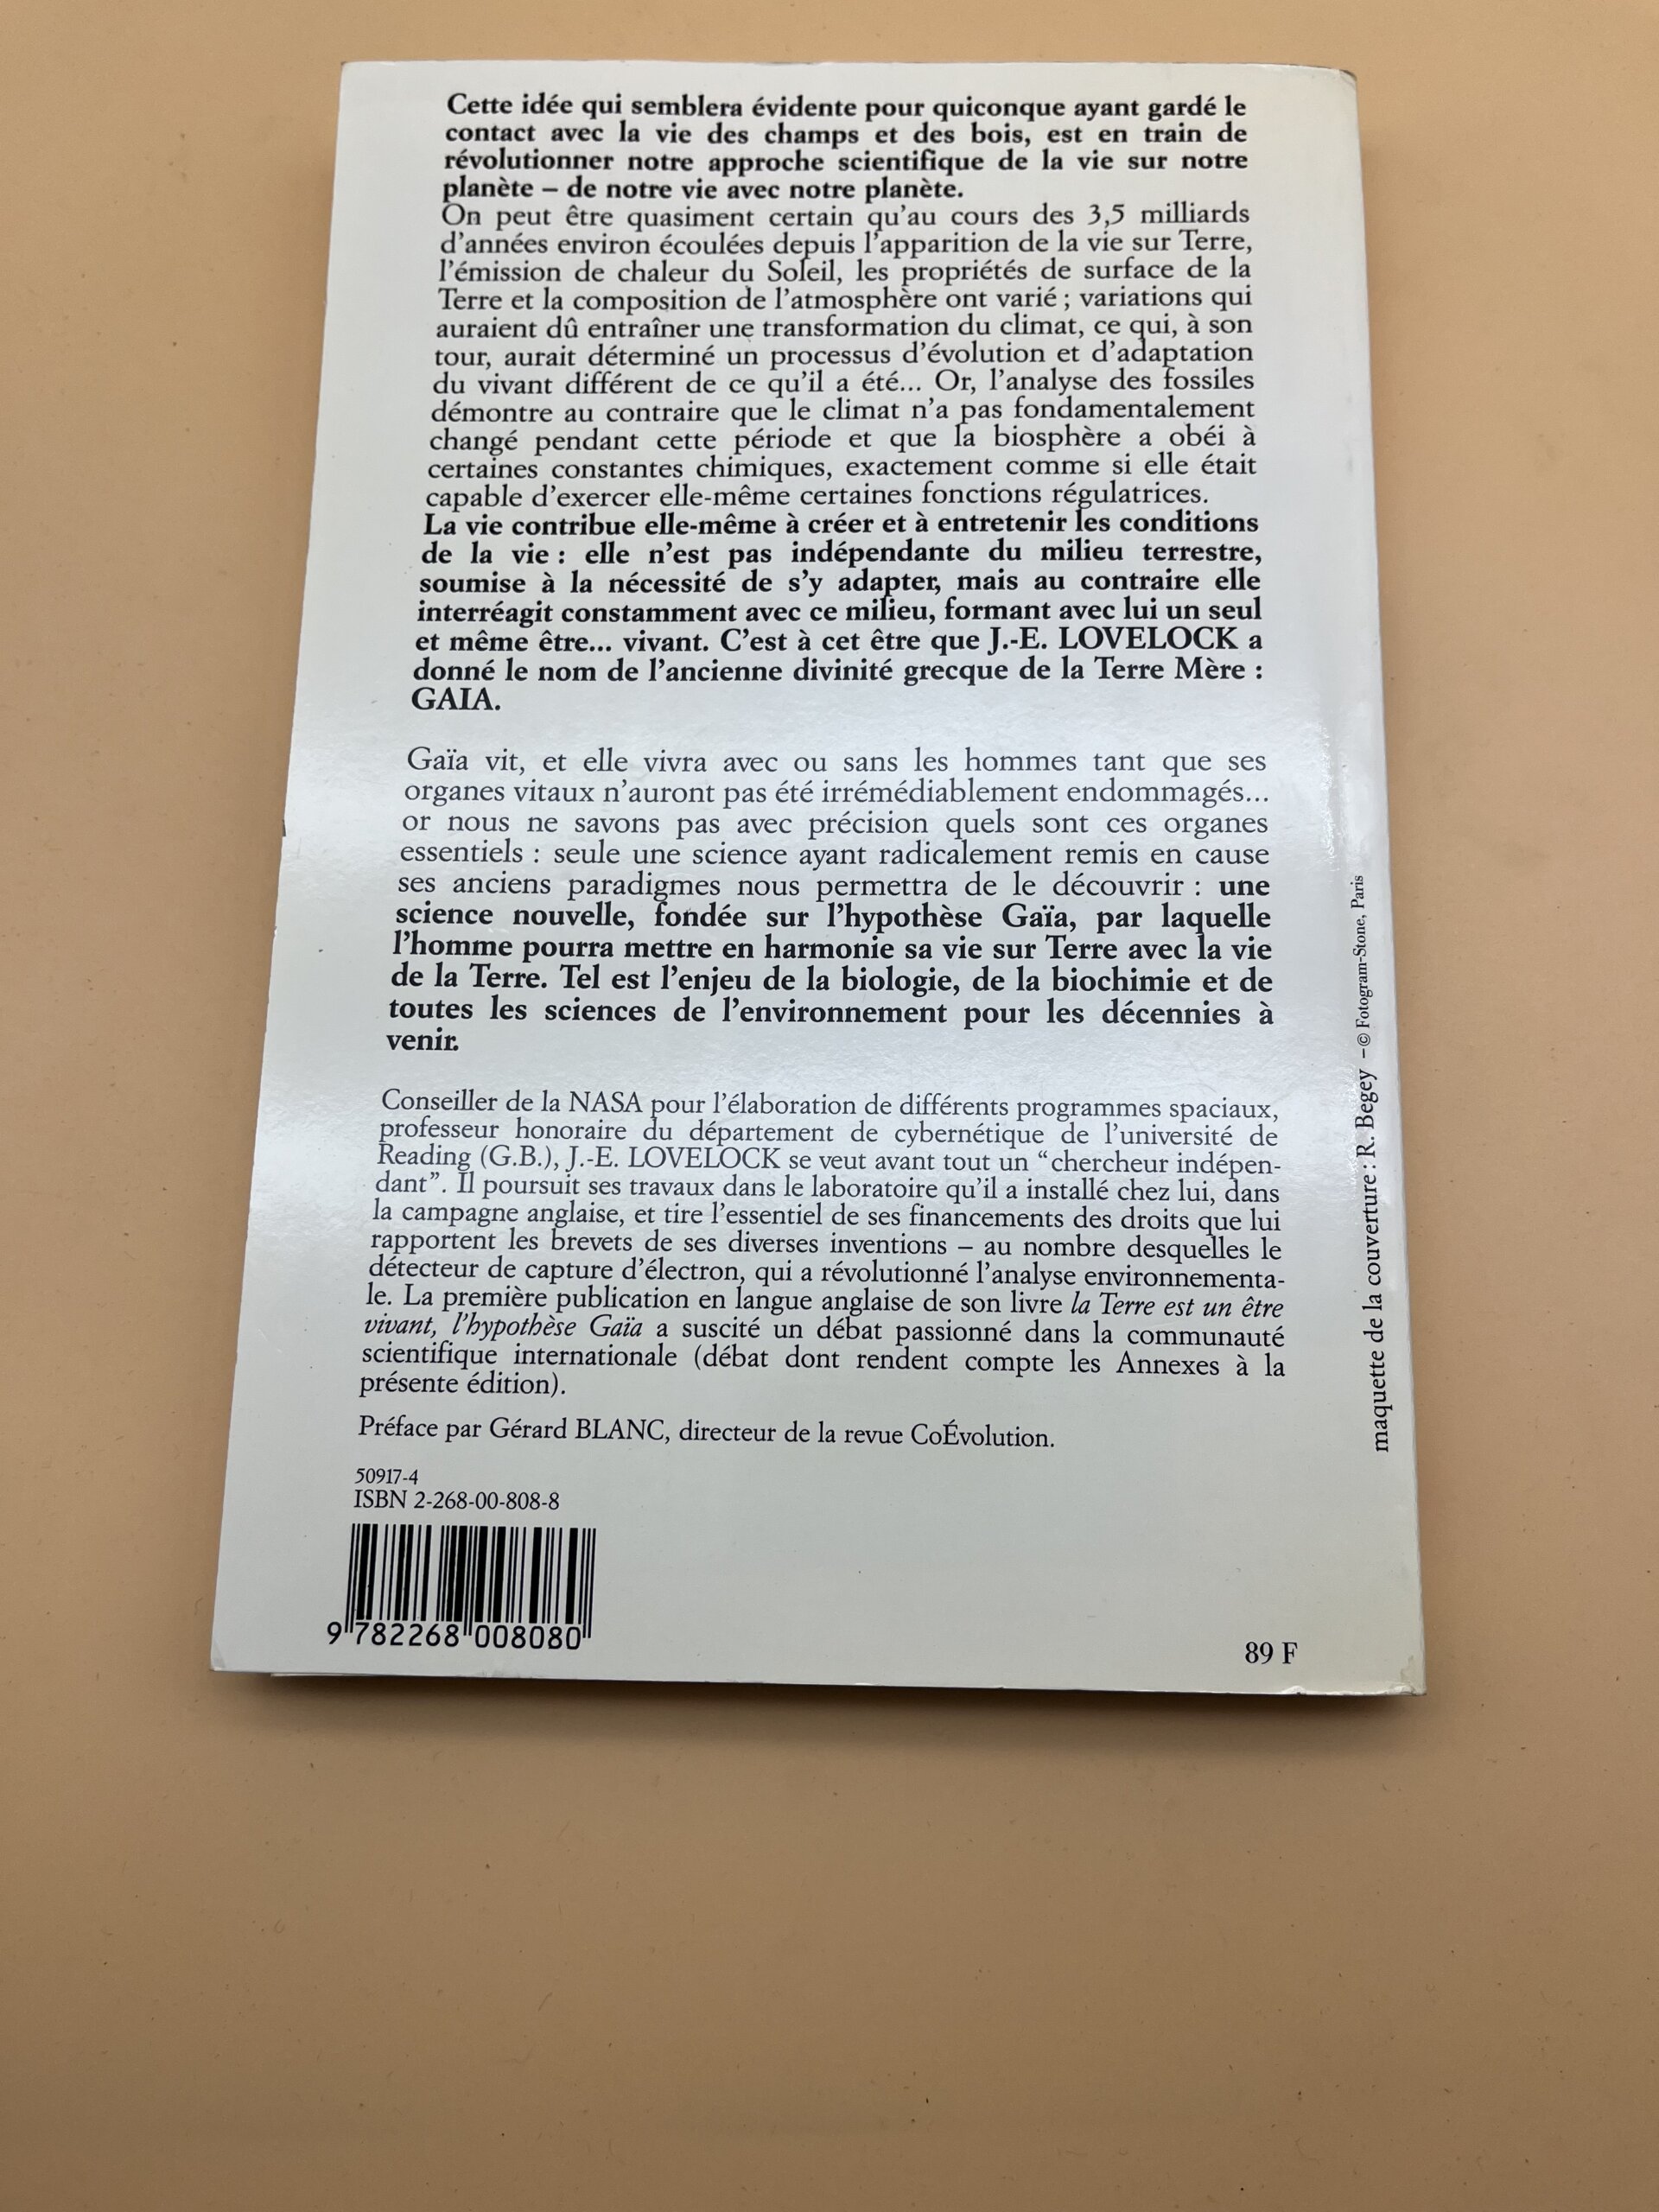 Cette idée qui semblera évidente pour quiconque ayant gardé le
contact avec la vie des champs et des bois, est en train de
révolutionner notre approche scientifique de la vie sur notre
planète – de notre vie avec notre planète.
On peut être quasiment certain qu'au cours des 3,5 milliards
d'années environ écoulées depuis l'apparition de la vie sur Terre,
l'émission de chaleur du Soleil, les propriétés de surface de la
Terre et la composition de l'atmosphère ont varié ; variations qui
auraient dû entraîner une transformation du climat, ce qui, à son
tour, aurait déterminé un processus d'évolution et d'adaptation
du vivant différent de ce qu'il a été... Or, l'analyse des fossiles
démontre au contraire que le climat n'a pas fondamentalement
changé pendant cette période et que la biosphère a obéi à
certaines constantes chimiques, exactement comme si elle était
capable d'exercer elle-même certaines fonctions régulatrices.
La vie contribue elle-même à créer et à entretenir les conditions
de la vie : elle n'est pas indépendante du milieu terrestre,
soumise à la nécessité de s'y adapter, mais au contraire elle
interréagit constamment avec ce milieu, formant avec lui un seul
et même être... vivant. C'est à cet être que J.-E. LOVELOCK a
donné le nom de l'ancienne divinité grecque de la Terre Mère :
GAIA.
Gaïa vit, et elle vivra avec ou sans les hommes tant que ses
organes vitaux n'auront pas été irrémédiablement endommagés...
or nous ne savons pas avec précision quels sont ces organes
essentiels : seule une science ayant radicalement remis en cause
ses anciens paradigmes nous permettra de le découvrir : une
science nouvelle, fondée sur l'hypothèse Gaïa, par laquelle
l'homme pourra mettre en harmonie sa vie sur Terre avec la vie
de la Terre. Tel est l'enjeu de la biologie, de la biochimie et de
toutes les sciences de l'environnement pour les décennies à
venir.
Conseiller de la NASA pour l'élaboration de différents programmes spaciaux,
professeur honoraire du département de cybernétique de l'université de
Reading (G.B.), J.-E. LOVELOCK se veut avant tout un “chercheur indépen-
dant”. Il poursuit ses travaux dans le laboratoire qu'il a installé chez lui, dans
la campagne anglaise, et tire l'essentiel de ses financements des droits que lui
rapportent les brevets de ses diverses inventions – au nombre desquelles le
détecteur de capture d'électron, qui a révolutionné l'analyse environnementa-
le. La première publication en langue anglaise de son livre la Terre est un être
vivant, l'hypothèse Gaïa a suscité un débat passionné dans la communauté
scientifique internationale (débat dont rendent compte les Annexes à la
présente édition).
Préface par Gérard BLANC, directeur de la revue CoÉvolution.
50917-4
ISBN 2-268-00-808-8
9 782268 008080
89 F
maquette de la couverture : R. Begey – © Fotogram-Stone, Paris